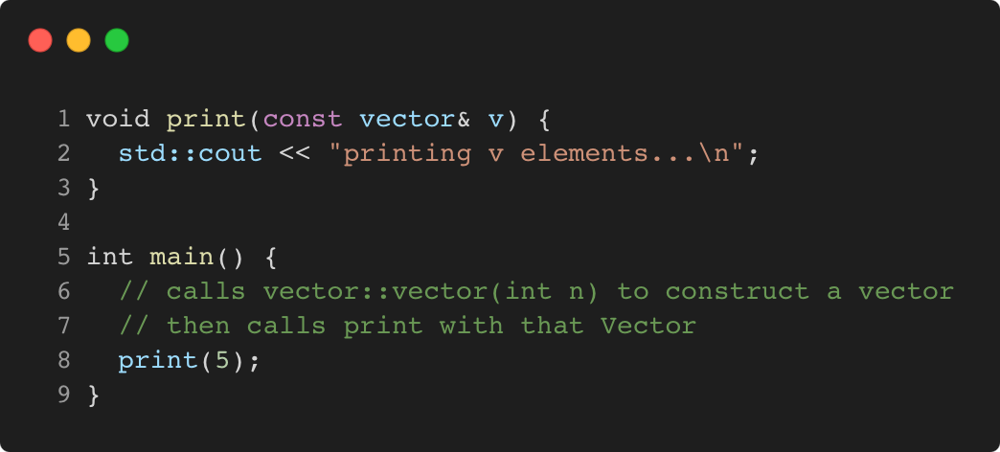 1 void print(const vector& v) {
2   std::cout << "printing v elements...\n";
3 }
4
5 int main() {
6   // calls vector::vector(int n) to construct a vector
7   // then calls print with that Vector
8   print(5);
9 }